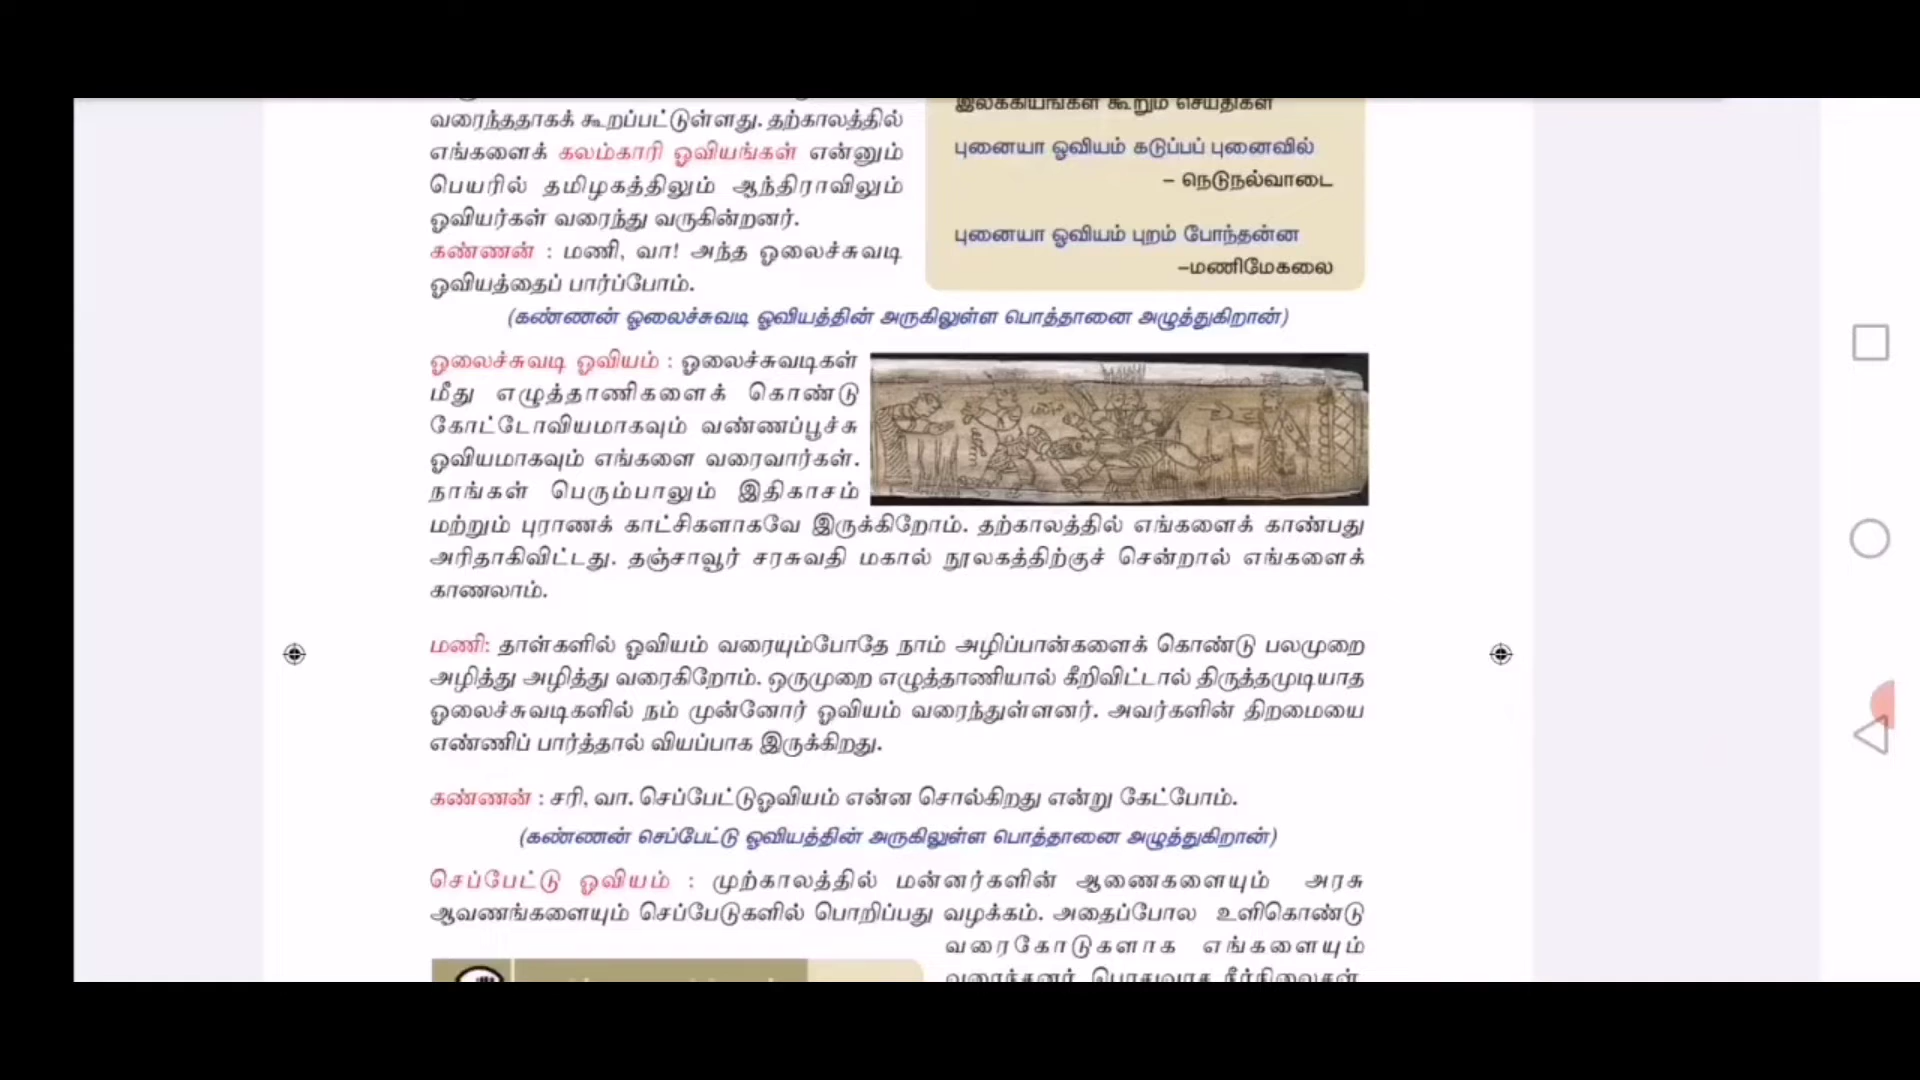 வரைந்ததாகக் கூறப்பட்டுள்ளது. தற்காலத்தில்
எங்களைக் கலம்காரி ஓவியங்கள் என்னும்
பெயரில் தமிழகத்திலும் ஆந்திராவிலும்
ஓவியர்கள் வரைந்து வருகின்றனர்.
கண்ணன் : மணி, வா! அந்த ஓலைச்சுவடி
ஓவியத்தைப் பார்ப்போம்.
இலக்கியங்கள் கூறும் செய்திகள்
புனையா ஓவியம் கடுப்பப் புனைவில்
– நெடுநல்வாடை
புனையா ஓவியம் புறம் போந்தன்ன
–மணிமேகலை
(கண்ணன் ஓலைச்சுவடி ஓவியத்தின் அருகிலுள்ள பொத்தானை அழுத்துகிறான்)
ஓலைச்சுவடி ஓவியம் : ஓலைச்சுவடிகள்
மீது எழுத்தாணிகளைக் கொண்டு
கோட்டோவியமாகவும் வண்ணப்பூச்சு
ஓவியமாகவும் எங்களை வரைவார்கள்.
நாங்கள் பெரும்பாலும் இதிகாசம்
மற்றும் புராணக் காட்சிகளாகவே இருக்கிறோம். தற்காலத்தில் எங்களைக் காண்பது
அரிதாகிவிட்டது. தஞ்சாவூர் சரசுவதி மகால் நூலகத்திற்குச் சென்றால் எங்களைக்
காணலாம்.
மணி: தாள்களில் ஓவியம் வரையும்போதே நாம் அழிப்பான்களைக் கொண்டு பலமுறை
அழித்து அழித்து வரைகிறோம். ஒருமுறை எழுத்தாணியால் கீறிவிட்டால் திருத்தமுடியாத
ஓலைச்சுவடிகளில் நம் முன்னோர் ஓவியம் வரைந்துள்ளனர். அவர்களின் திறமையை
எண்ணிப் பார்த்தால் வியப்பாக இருக்கிறது.
கண்ணன் : சரி, வா. செப்பேட்டுஓவியம் என்ன சொல்கிறது என்று கேட்போம்.
(கண்ணன் செப்பேட்டு ஓவியத்தின் அருகிலுள்ள பொத்தானை அழுத்துகிறான்)
செப்பேட்டு ஓவியம் : முற்காலத்தில் மன்னர்களின் ஆணைகளையும் அரசு
ஆவணங்களையும் செப்பேடுகளில் பொறிப்பது வழக்கம். அதைப்போல உளிகொண்டு
வரைகோடுகளாக எங்களையும்
வரைந்தனர். பொதுவாக நீர்நிலைகள்,